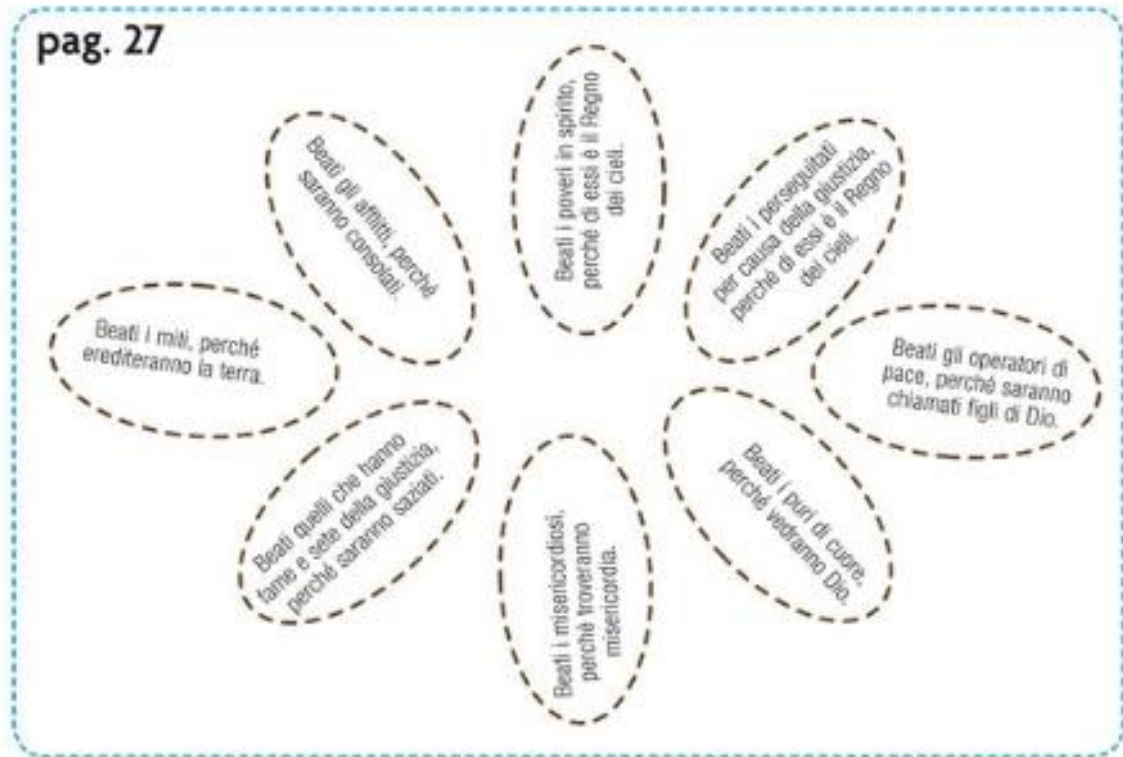 pag. 27
Beati i poveri in spirito,
perché di essi è il Regno
dei cieli.
Beati gli afflitti, perché
saranno consolati.
Beati i miti, perché
erediteranno la terra.
Beati quelli che hanno
fame e sete della giustizia,
perché saranno saziati.
Beati i misericordiosi,
perché troveranno
misericordia.
Beati i puri di cuore,
perché vedranno Dio.
Beati gli operatori di
pace, perché saranno
chiamati figli di Dio.
Beati i perseguitati
per causa della giustizia,
perché di essi è il Regno
dei cieli.